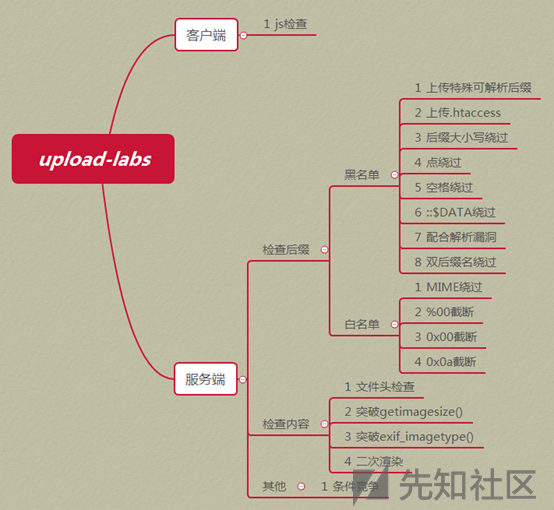 upload-labs
客户端
1 js检查
服务端
检查后缀
黑名单
1 上传特殊可解析后缀
2 上传.htaccess
3 后缀大小写绕过
4 点绕过
5 空格绕过
6 ::$DATA绕过
7 配合解析漏洞
8 双后缀名绕过
白名单
1 MIME绕过
2 %00截断
3 0x00截断
4 0x0a截断
检查内容
1 文件头检查
2 突破getimagesize()
3 突破exif_imagetype()
4 二次渲染
其他
1 条件竞争
先知社区